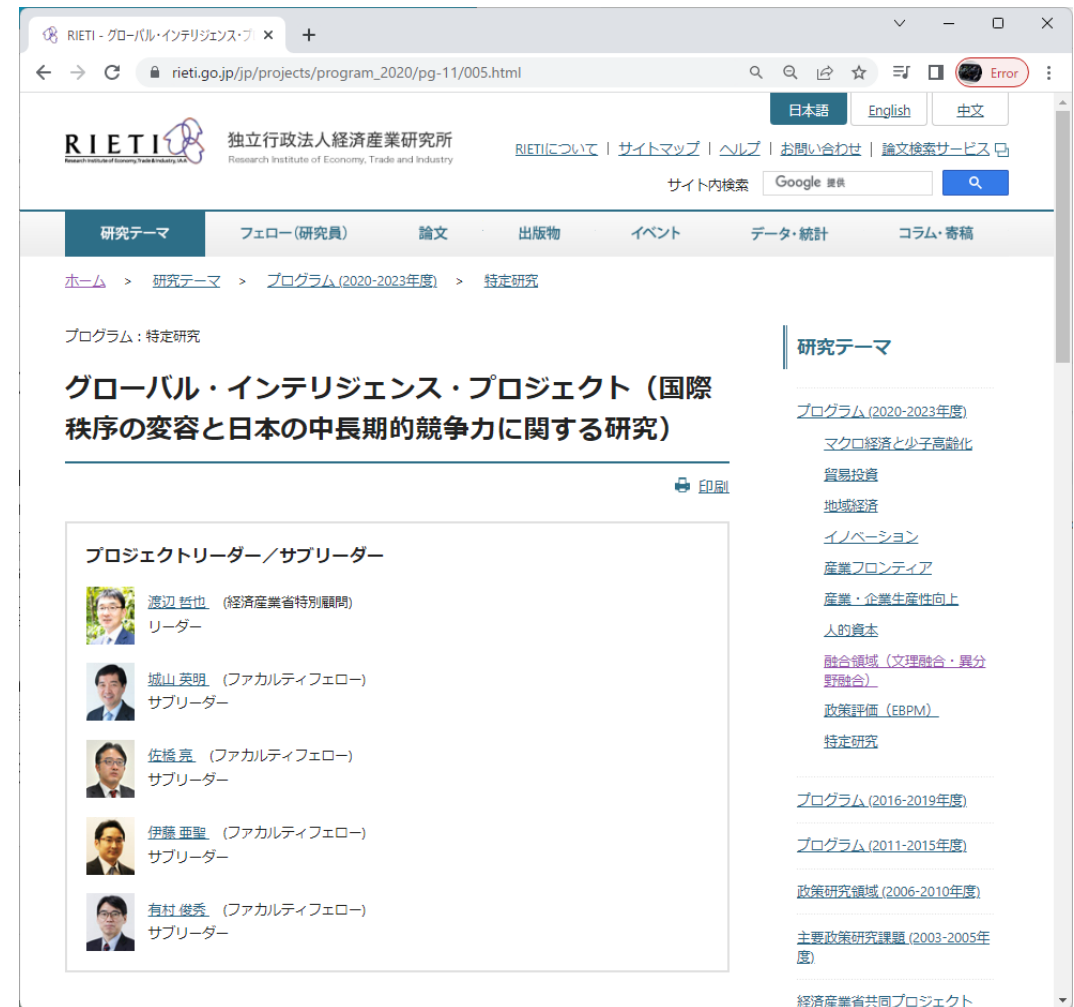 RIETI - グローバル・インテリジェンス・プ
rieti.go.jp/jp/projects/program_2020/pg-11/005.html
Error
日本語 English 中文
RIETI
Research Institute of Economy, Trade & Industry, IAA
独立行政法人経済産業研究所
Research Institute of Economy, Trade and Industry
RIETIについて | サイトマップ | ヘルプ | お問い合わせ | 論文検索サービス
サイト内検索 Google 提供
研究テーマ フェロー(研究員) 論文 出版物 イベント データ・統計 コラム・寄稿
ホーム > 研究テーマ > プログラム (2020-2023年度) > 特定研究
プログラム：特定研究
グローバル・インテリジェンス・プロジェクト（国際
秩序の変容と日本の中長期的競争力に関する研究）
印刷
プロジェクトリーダー／サブリーダー
渡辺 哲也 (経済産業省特別顧問)
リーダー
城山 英明 (ファカルティフェロー)
サブリーダー
佐橋 亮 (ファカルティフェロー)
サブリーダー
伊藤 亜聖 (ファカルティフェロー)
サブリーダー
有村 俊秀 (ファカルティフェロー)
サブリーダー
研究テーマ
プログラム (2020-2023年度)
マクロ経済と少子高齢化
貿易投資
地域経済
イノベーション
産業フロンティア
産業・企業生産性向上
人的資本
融合領域（文理融合・異分
野融合）
政策評価（EBPM）
特定研究
プログラム (2016-2019年度)
プログラム (2011-2015年度)
政策研究領域 (2006-2010年度)
主要政策研究課題 (2003-2005年
度)
経済産業省共同プロジェクト